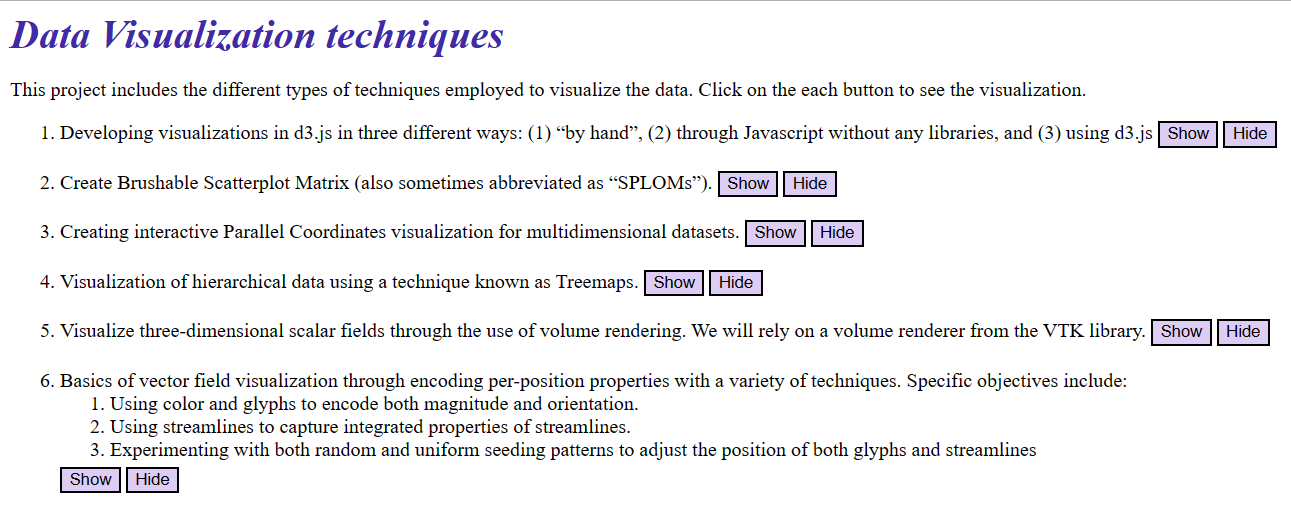 Data Visualization techniques
This project includes the different types of techniques employed to visualize the data. Click on the each button to see the visualization.
1. Developing visualizations in d3.js in three different ways: (1) “by hand”, (2) through Javascript without any libraries, and (3) using d3.js Show Hide
2. Create Brushable Scatterplot Matrix (also sometimes abbreviated as “SPLOMs”). Show Hide
3. Creating interactive Parallel Coordinates visualization for multidimensional datasets. Show Hide
4. Visualization of hierarchical data using a technique known as Treemaps. Show Hide
5. Visualize three-dimensional scalar fields through the use of volume rendering. We will rely on a volume renderer from the VTK library. Show Hide
6. Basics of vector field visualization through encoding per-position properties with a variety of techniques. Specific objectives include:
1. Using color and glyphs to encode both magnitude and orientation.
2. Using streamlines to capture integrated properties of streamlines.
3. Experimenting with both random and uniform seeding patterns to adjust the position of both glyphs and streamlines
Show Hide